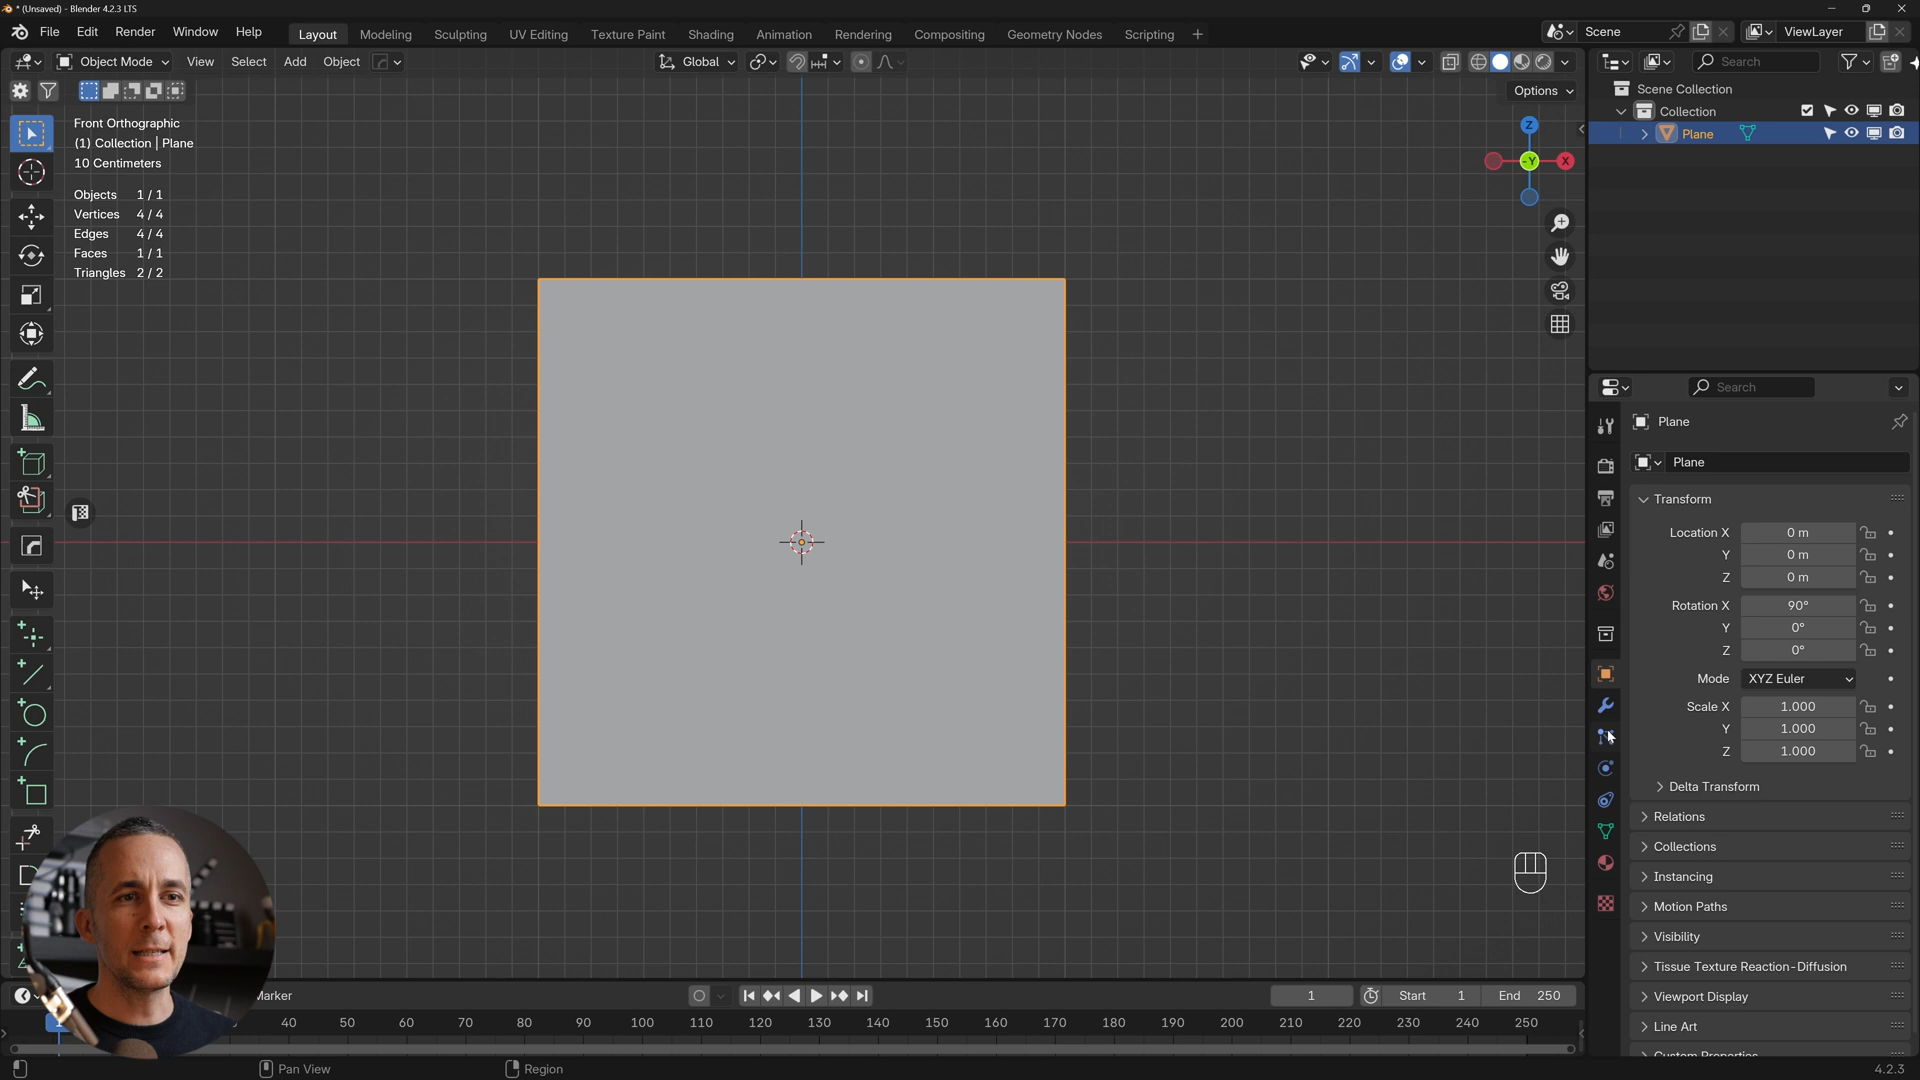 * (Unsaved) - Blender 4.2.3 LTS
File Edit Render Window Help
Layout Modeling Sculpting UV Editing Texture Paint Shading Animation Rendering Compositing Geometry Nodes Scripting +
Scene
ViewLayer
Object Mode View Select Add Object
Global
Search
Options
Front Orthographic
(1) Collection | Plane
10 Centimeters
Objects 1 / 1
Vertices 4 / 4
Edges 4 / 4
Faces 1 / 1
Triangles 2 / 2
Z
-Y
X
Scene Collection
Collection
Plane
Search
Plane
Plane
Transform
Location X 0 m
Y 0 m
Z 0 m
Rotation X 90°
Y 0°
Z 0°
Mode XYZ Euler
Scale X 1.000
Y 1.000
Z 1.000
Delta Transform
Relations
Collections
Instancing
Motion Paths
Visibility
Tissue Texture Reaction-Diffusion
Viewport Display
Line Art
Custom Properties
Marker
1
Start 1
End 250
1 40 50 60 70 80 90 100 110 120 130 140 150 160 170 180 190 200 210 220 230 240 250
Pan View
Region
4.2.3